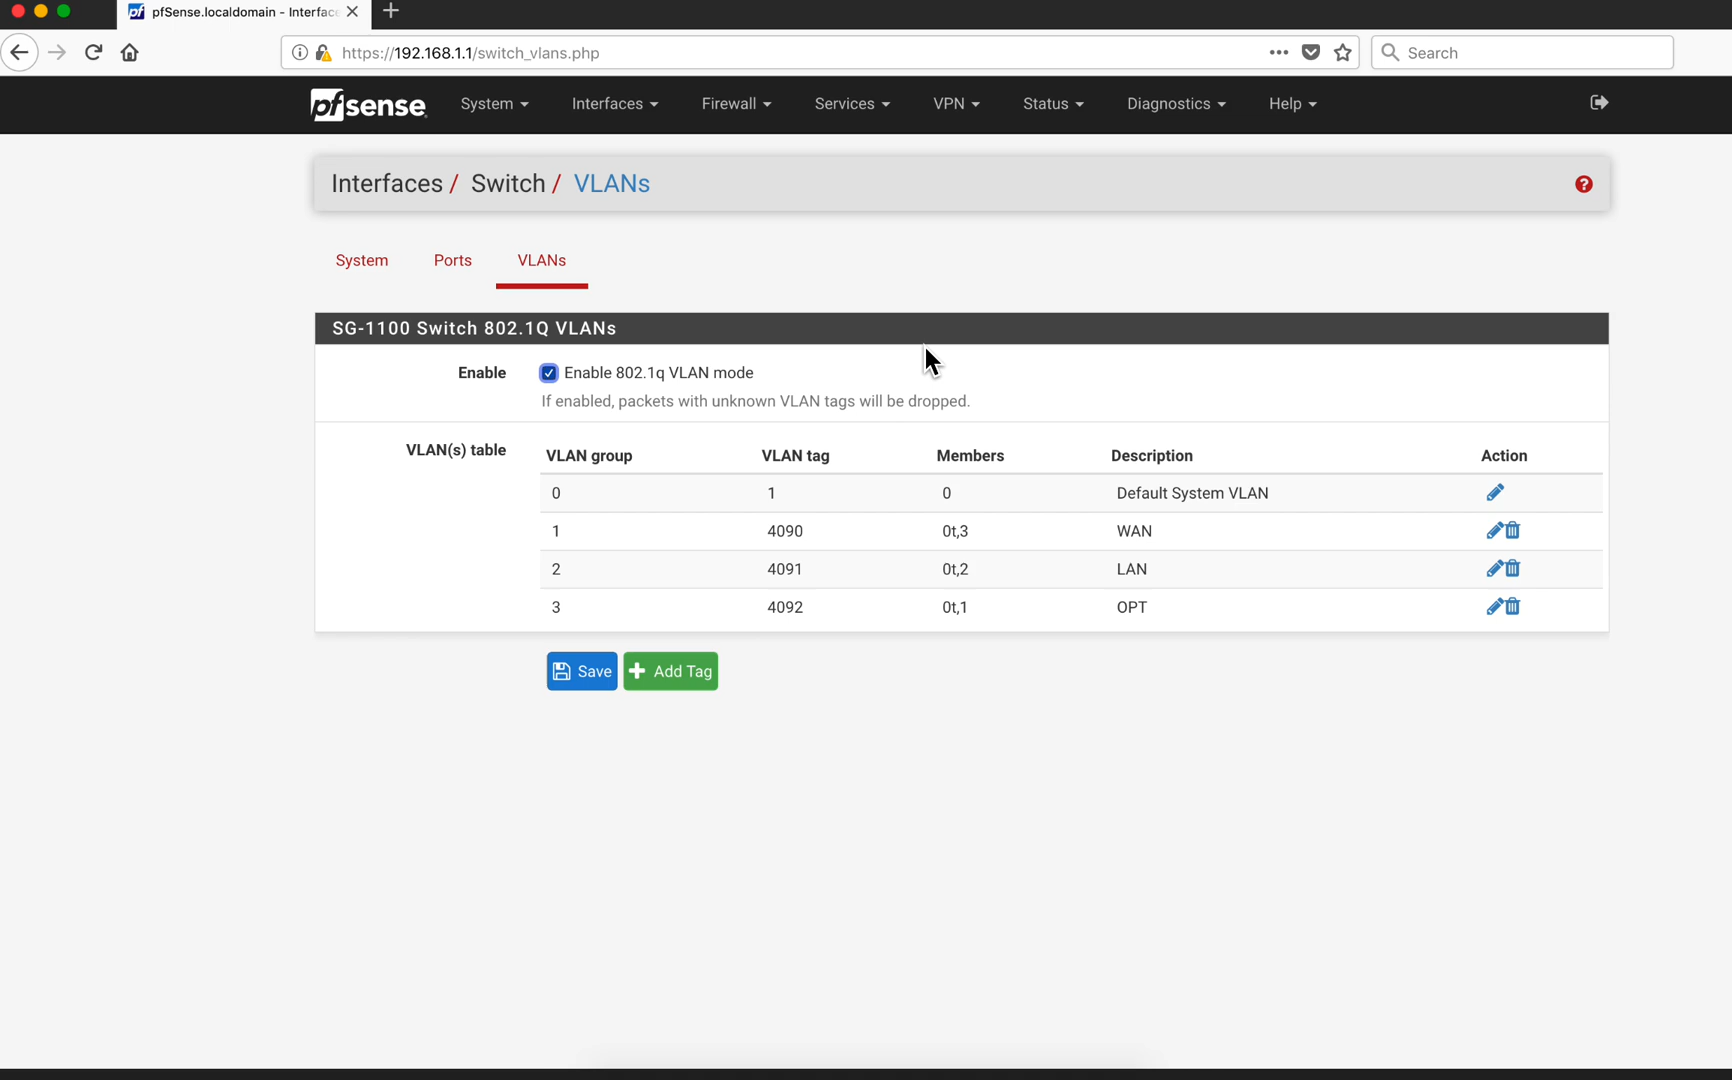 pfSense.localdomain - Interfac
https://192.168.1.1/switch_vlans.php
Search
pfsense
System
Interfaces
Firewall
Services
VPN
Status
Diagnostics
Help
Interfaces / Switch / VLANs
System
Ports
VLANs
SG-1100 Switch 802.1Q VLANs
Enable
Enable 802.1q VLAN mode
If enabled, packets with unknown VLAN tags will be dropped.
VLAN(s) table
VLAN group VLAN tag Members Description Action
0 1 0 Default System VLAN
1 4090 0t,3 WAN
2 4091 0t,2 LAN
3 4092 0t,1 OPT
Save
Add Tag